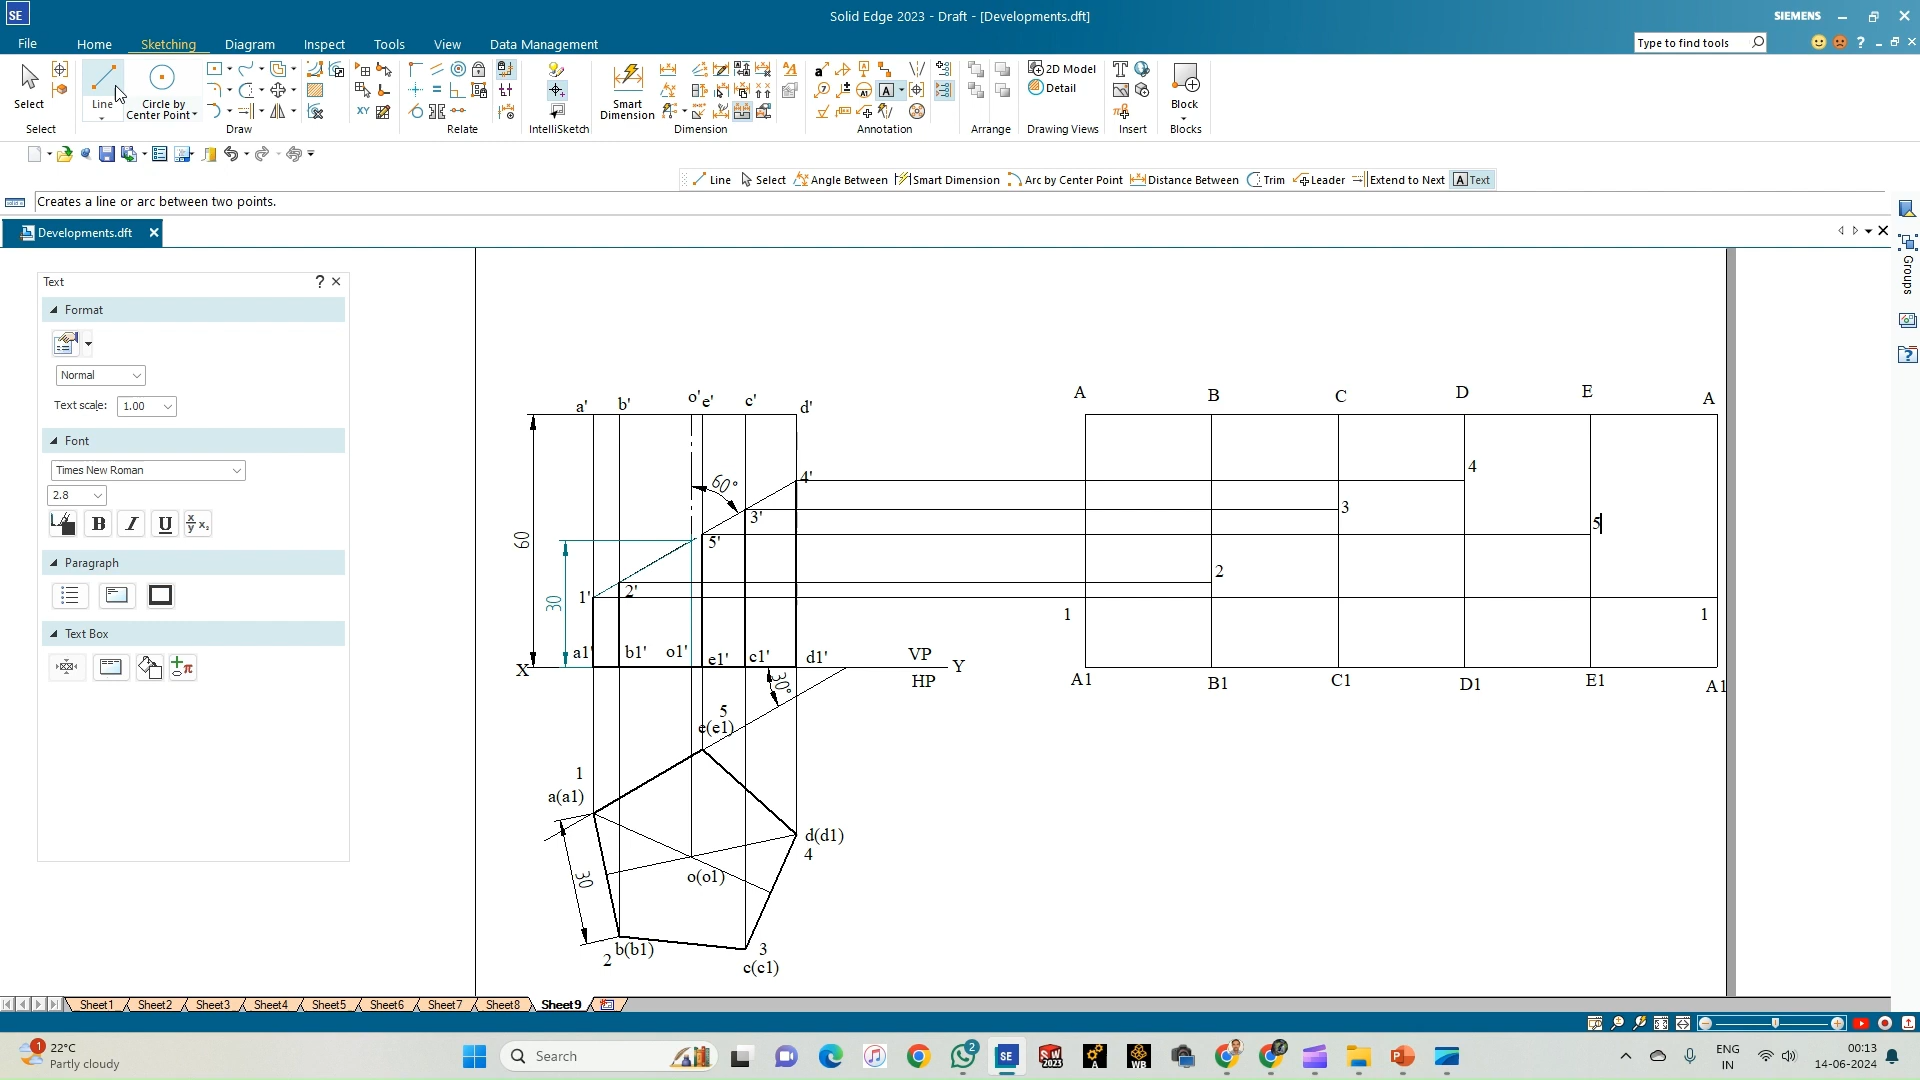 SE
Solid Edge 2023 - Draft - [Developments.dft]
SIEMENS
File
Home
Sketching
Diagram
Inspect
Tools
View
Data Management
Type to find tools
Select
Line
Circle by
Center Point
Smart
Dimension
2D Model
Detail
Block
Select
Draw
Relate
IntelliSketch
Dimension
Annotation
Arrange
Drawing Views
Insert
Blocks
Line
Select
Angle Between
Smart Dimension
Arc by Center Point
Distance Between
Trim
Leader
Extend to Next
Text
Creates a line or arc between two points.
Developments.dft
Groups
Text
Format
Normal
Text scale:
1.00
Font
Times New Roman
2.8
B
I
U
Paragraph
Text Box
a'
b'
o'
e'
c'
d'
A
B
C
D
E
A
60°
4'
4
3'
3
60
5'
5
30
1'
2'
2
1
1
a1'
b1'
o1'
e1'
c1'
d1'
VP
X
Y
HP
30°
A1
B1
C1
D1
E1
A1
5
e(e1)
1
a(a1)
d(d1)
4
o(o1)
30
b(b1)
2
3
c(c1)
Sheet1
Sheet2
Sheet3
Sheet4
Sheet5
Sheet6
Sheet7
Sheet8
Sheet9
1
22°C
Partly cloudy
Search
2
SE
ENG
IN
00:13
14-06-2024